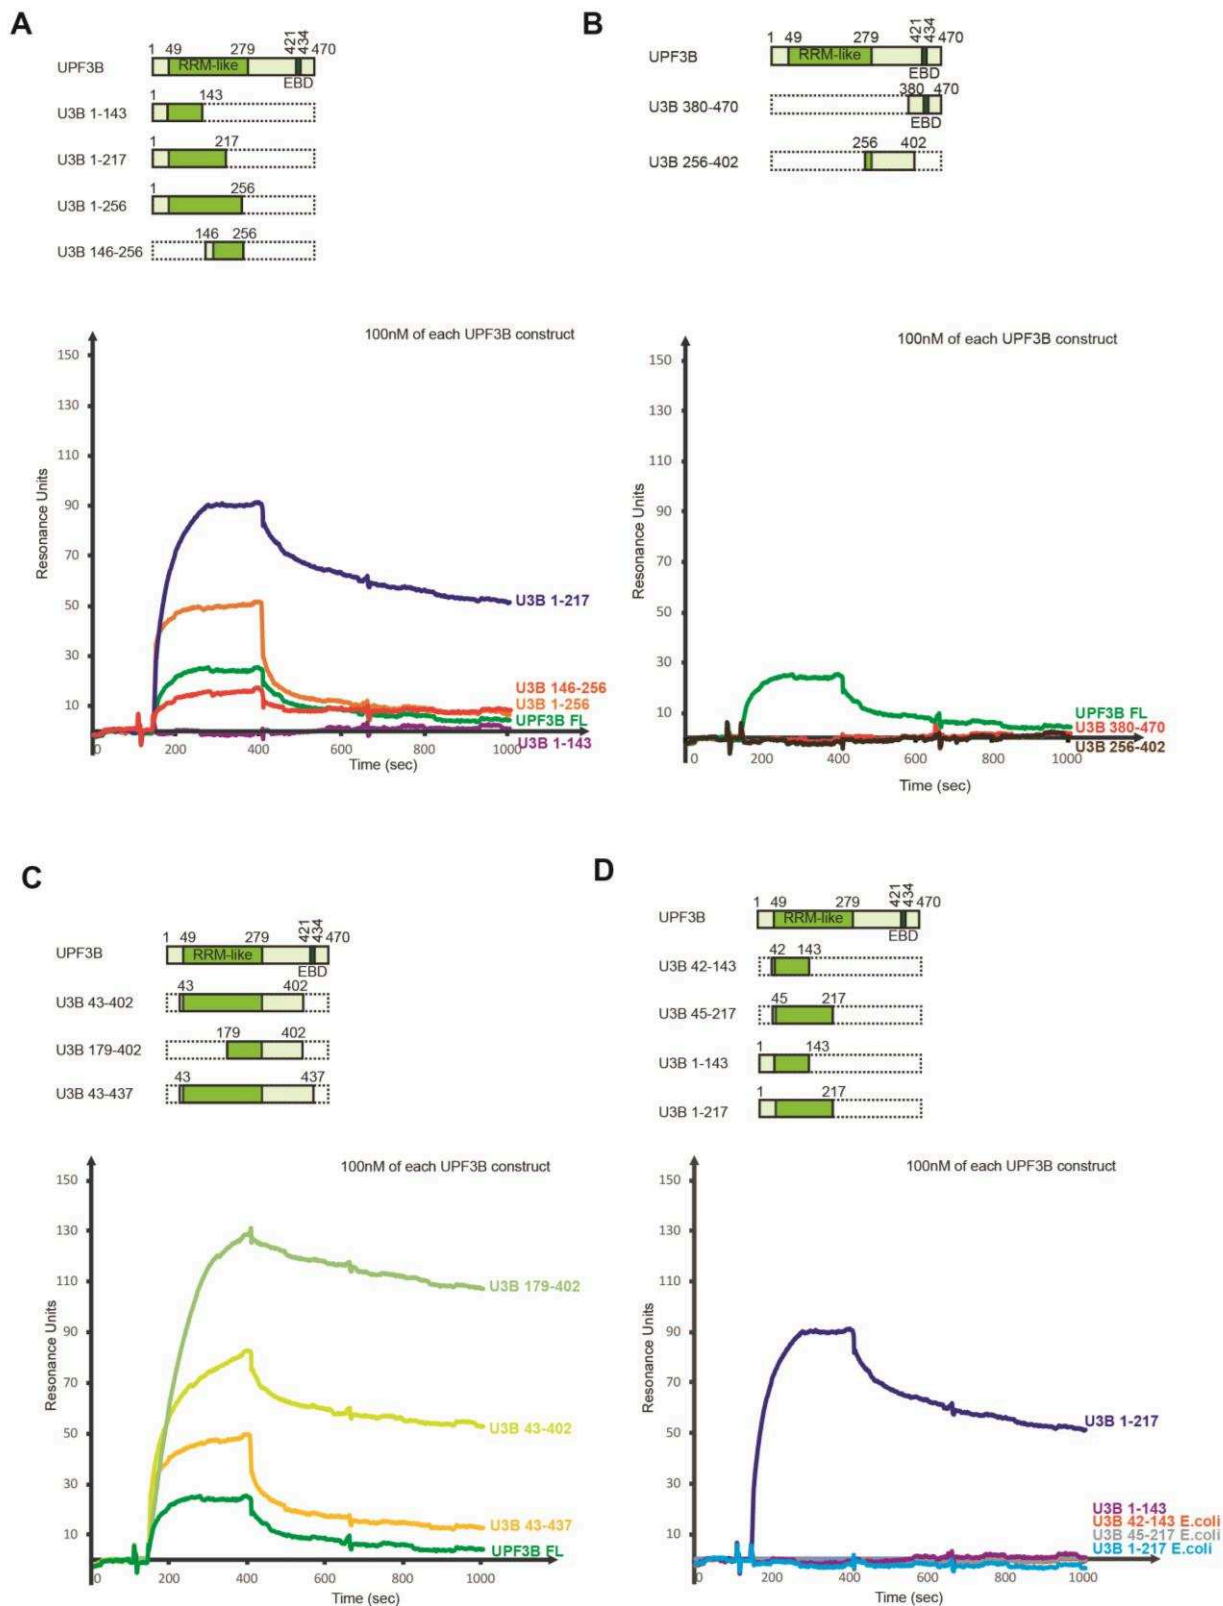 A
1 49 279 421 434 470
UPF3B RRM-like
EBD
1 143
U3B 1-143
1 217
U3B 1-217
1 256
U3B 1-256
146 256
U3B 146-256
100nM of each UPF3B construct
150
130
110
90
70
50
30
10
Resonance Units
U3B 1-217
U3B 146-256
U3B 1-256
UPF3B FL
U3B 1-143
0 200 400 600 800 1000
Time (sec)
B
1 49 279 421 434 470
UPF3B RRM-like
EBD
380 470
U3B 380-470
EBD
256 402
U3B 256-402
100nM of each UPF3B construct
150
130
110
90
70
50
30
10
Resonance Units
UPF3B FL
U3B 380-470
U3B 256-402
0 200 400 600 800 1000
Time (sec)
C
1 49 279 421 434 470
UPF3B RRM-like
EBD
43 402
U3B 43-402
179 402
U3B 179-402
43 437
U3B 43-437
100nM of each UPF3B construct
150
130
110
90
70
50
30
10
Resonance Units
U3B 179-402
U3B 43-402
U3B 43-437
UPF3B FL
0 200 400 600 800 1000
Time (sec)
D
1 49 279 421 434 470
UPF3B RRM-like
EBD
42 143
U3B 42-143
45 217
U3B 45-217
1 143
U3B 1-143
1 217
U3B 1-217
100nM of each UPF3B construct
150
130
110
90
70
50
30
10
Resonance Units
U3B 1-217
U3B 1-143
U3B 42-143 E.coli
U3B 45-217 E.coli
U3B 1-217 E.coli
0 200 400 600 800 1000
Time (sec)